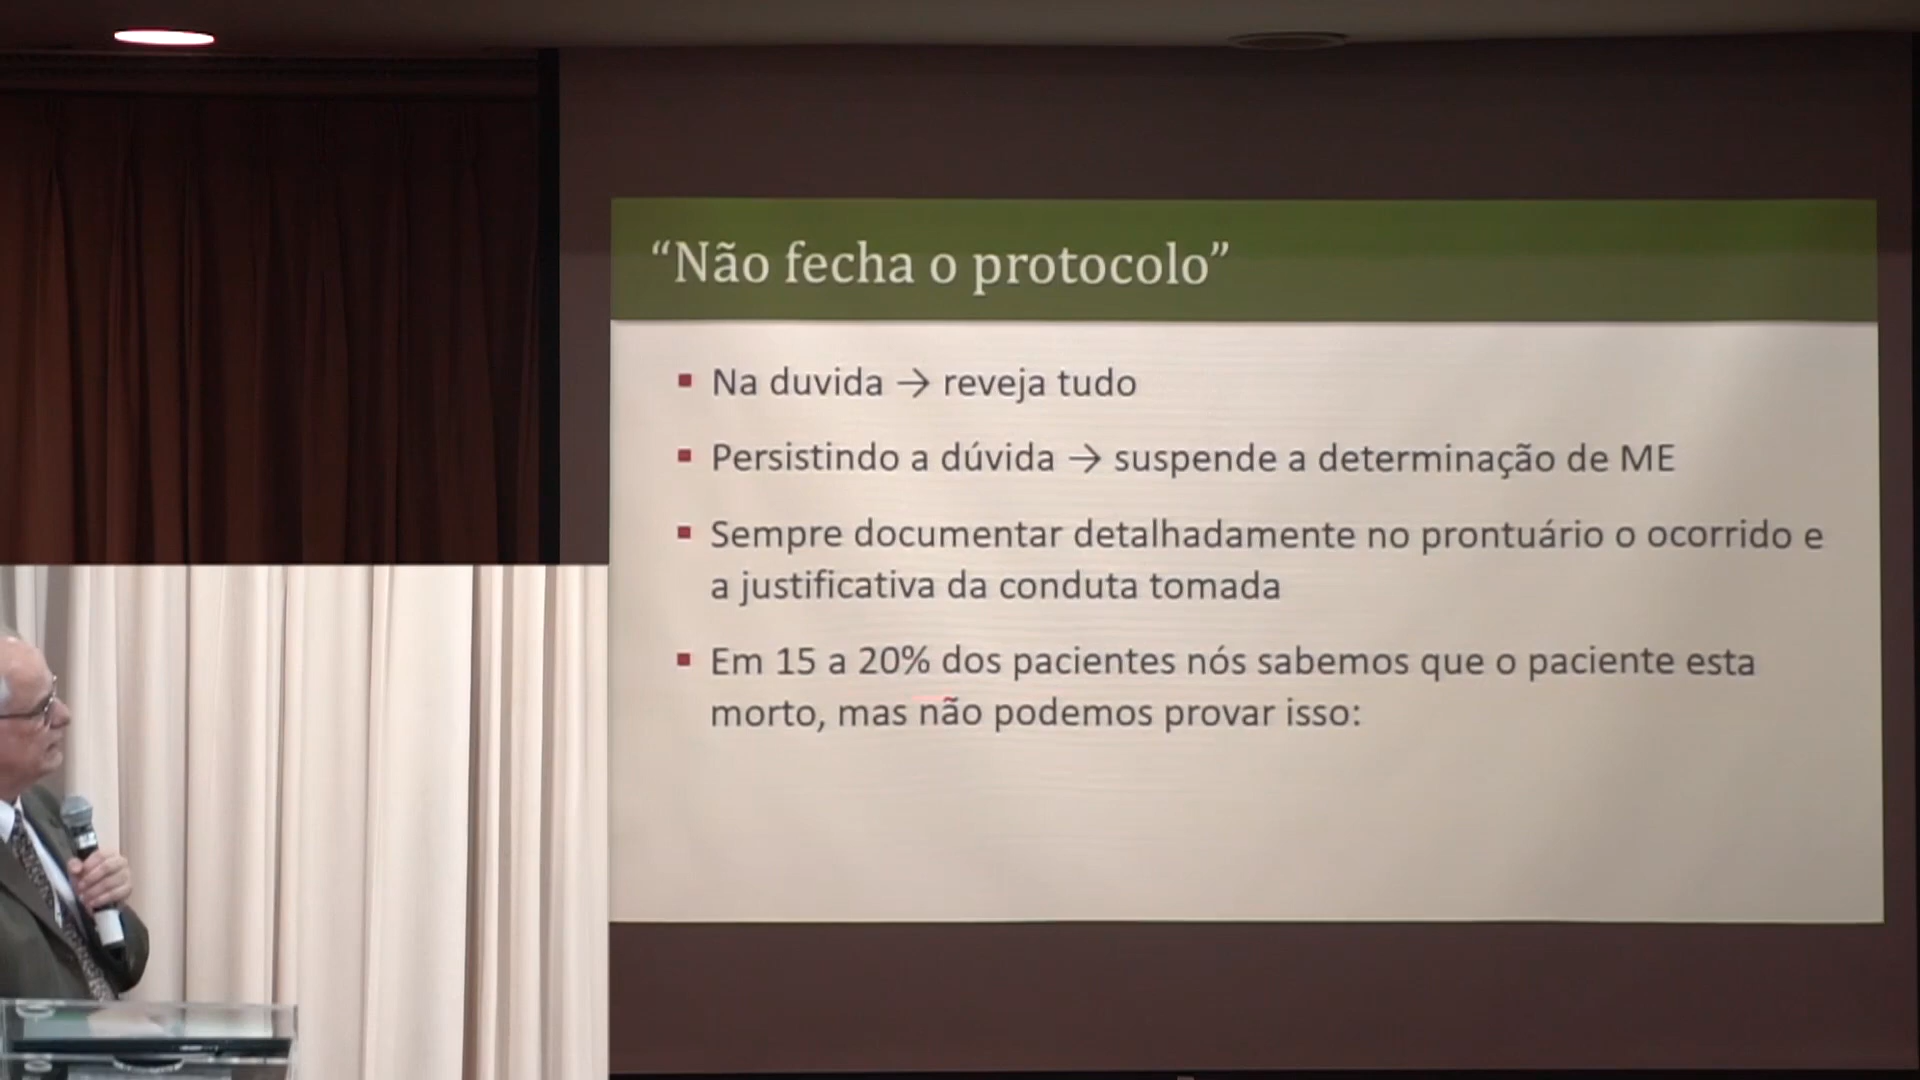 “Não fecha o protocolo”
Na duvida → reveja tudo
Persistindo a dúvida → suspende a determinação de ME
Sempre documentar detalhadamente no prontuário o ocorrido e
a justificativa da conduta tomada
Em 15 a 20% dos pacientes nós sabemos que o paciente esta
morto, mas não podemos provar isso: